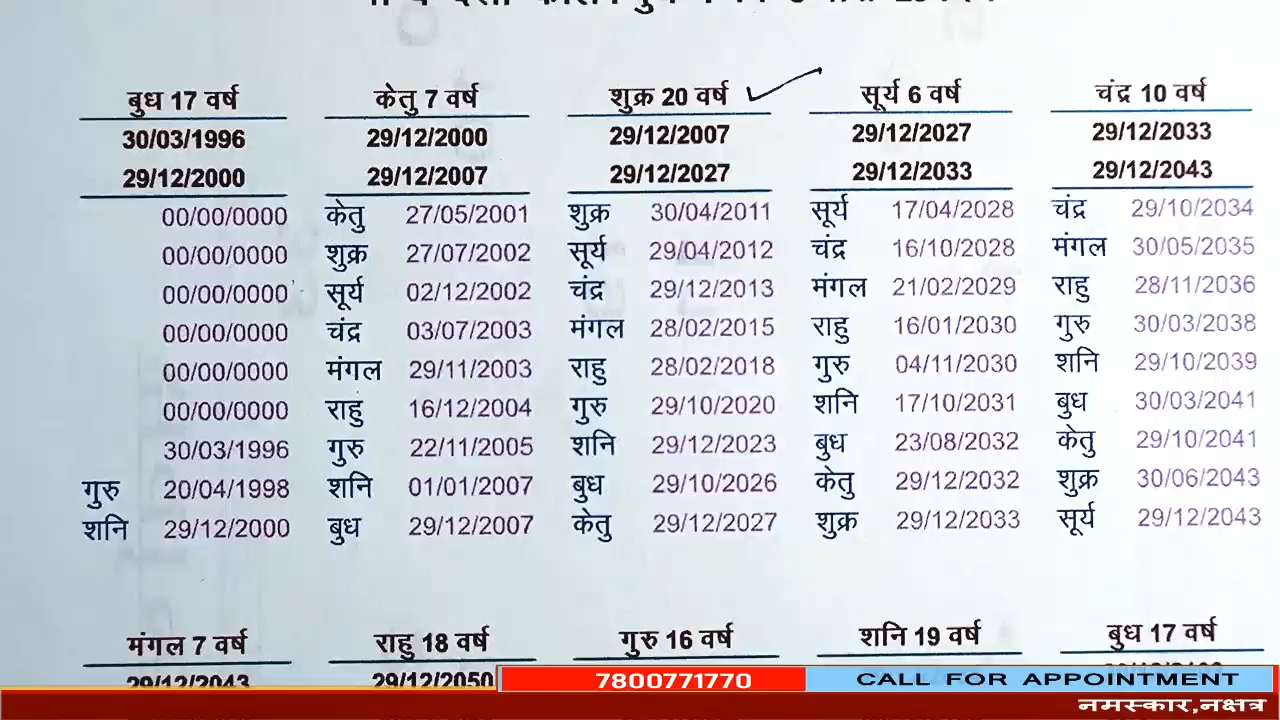 बुध 17 वर्ष केतु 7 वर्ष शुक्र 20 वर्ष सूर्य 6 वर्ष चंद्र 10 वर्ष
30/03/1996 29/12/2000 29/12/2007 29/12/2027 29/12/2033
29/12/2000 29/12/2007 29/12/2027 29/12/2033 29/12/2043
00/00/0000 केतु 27/05/2001 शुक्र 30/04/2011 सूर्य 17/04/2028 चंद्र 29/10/2034
00/00/0000 शुक्र 27/07/2002 सूर्य 29/04/2012 चंद्र 16/10/2028 मंगल 30/05/2035
00/00/0000 सूर्य 02/12/2002 चंद्र 29/12/2013 मंगल 21/02/2029 राहु 28/11/2036
00/00/0000 चंद्र 03/07/2003 मंगल 28/02/2015 राहु 16/01/2030 गुरु 30/03/2038
00/00/0000 मंगल 29/11/2003 राहु 28/02/2018 गुरु 04/11/2030 शनि 29/10/2039
00/00/0000 राहु 16/12/2004 गुरु 29/10/2020 शनि 17/10/2031 बुध 30/03/2041
30/03/1996 गुरु 22/11/2005 शनि 29/12/2023 बुध 23/08/2032 केतु 29/10/2041
गुरु 20/04/1998 शनि 01/01/2007 बुध 29/10/2026 केतु 29/12/2032 शुक्र 30/06/2043
शनि 29/12/2000 बुध 29/12/2007 केतु 29/12/2027 शुक्र 29/12/2033 सूर्य 29/12/2043
मंगल 7 वर्ष राहु 18 वर्ष गुरु 16 वर्ष शनि 19 वर्ष बुध 17 वर्ष
29/12/2043 29/12/2050
7800771770 CALL FOR APPOINTMENT
नमस्कार,नक्षत्र